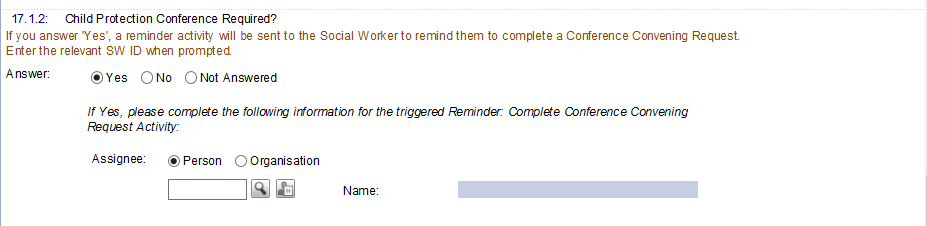 17.1.2: Child Protection Conference Required?
If you answer 'Yes', a reminder activity will be sent to the Social Worker to remind them to complete a Conference Convening Request.
Enter the relevant SW ID when prompted.
Answer: Yes No Not Answered
If Yes, please complete the following information for the triggered Reminder: Complete Conference Convening
Request Activity:
Assignee: Person Organisation
Name: